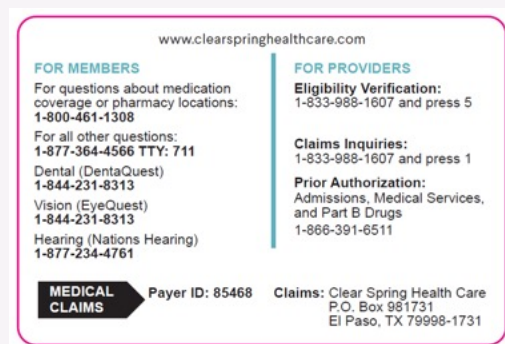 www.clearspringhealthcare.com
FOR MEMBERS
For questions about medication
coverage or pharmacy locations:
1-800-461-1308
For all other questions:
1-877-364-4566 TTY: 711
Dental (DentaQuest)
1-844-231-8313
Vision (EyeQuest)
1-844-231-8313
Hearing (Nations Hearing)
1-877-234-4761
FOR PROVIDERS
Eligibility Verification:
1-833-988-1607 and press 5
Claims Inquiries:
1-833-988-1607 and press 1
Prior Authorization:
Admissions, Medical Services,
and Part B Drugs
1-866-391-6511
MEDICAL
CLAIMS
Payer ID: 85468
Claims: Clear Spring Health Care
P.O. Box 981731
El Paso, TX 79998-1731